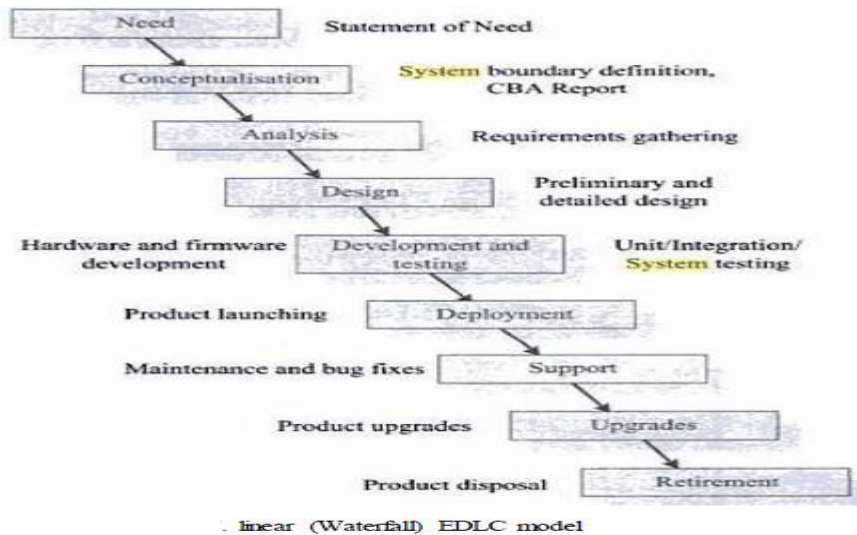 Need
Statement of Need
Conceptualisation
System boundary definition,
CBA Report
Analysis
Requirements gathering
Design
Preliminary and
detailed design
Hardware and firmware
development
Development and
testing
Unit/Integration/
System testing
Product launching
Deployment
Maintenance and bug fixes
Support
Product upgrades
Upgrades
Product disposal
Retirement
. linear (Waterfall) EDLC model